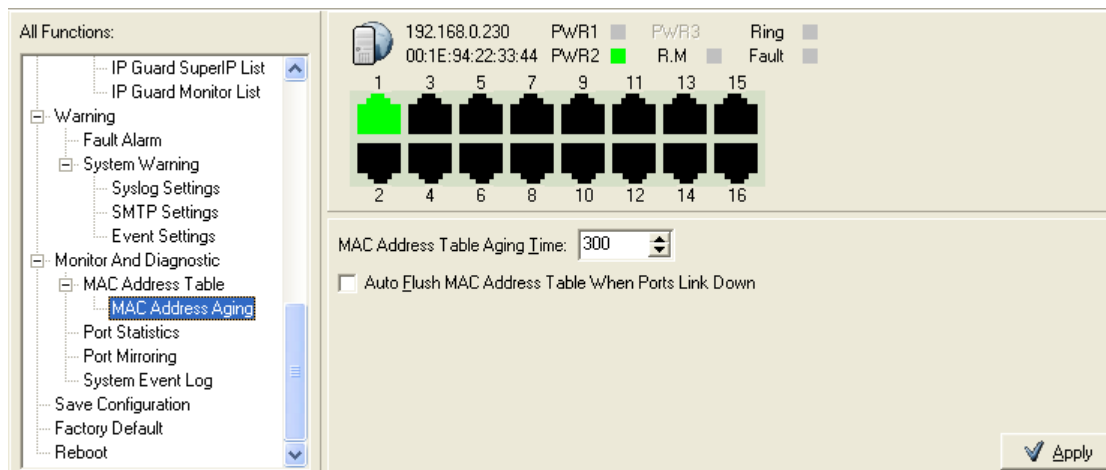 All Functions:
IP Guard SuperIP List
IP Guard Monitor List
Warning
Fault Alarm
System Warning
Syslog Settings
SMTP Settings
Event Settings
Monitor And Diagnostic
MAC Address Table
MAC Address Aging
Port Statistics
Port Mirroring
System Event Log
Save Configuration
Factory Default
Reboot
192.168.0.230 PWR1 PWR3 Ring
00:1E:94:22:33:44 PWR2 R.M Fault
1 3 5 7 9 11 13 15
2 4 6 8 10 12 14 16
MAC Address Table Aging Time: 300
Auto Flush MAC Address Table When Ports Link Down
Apply